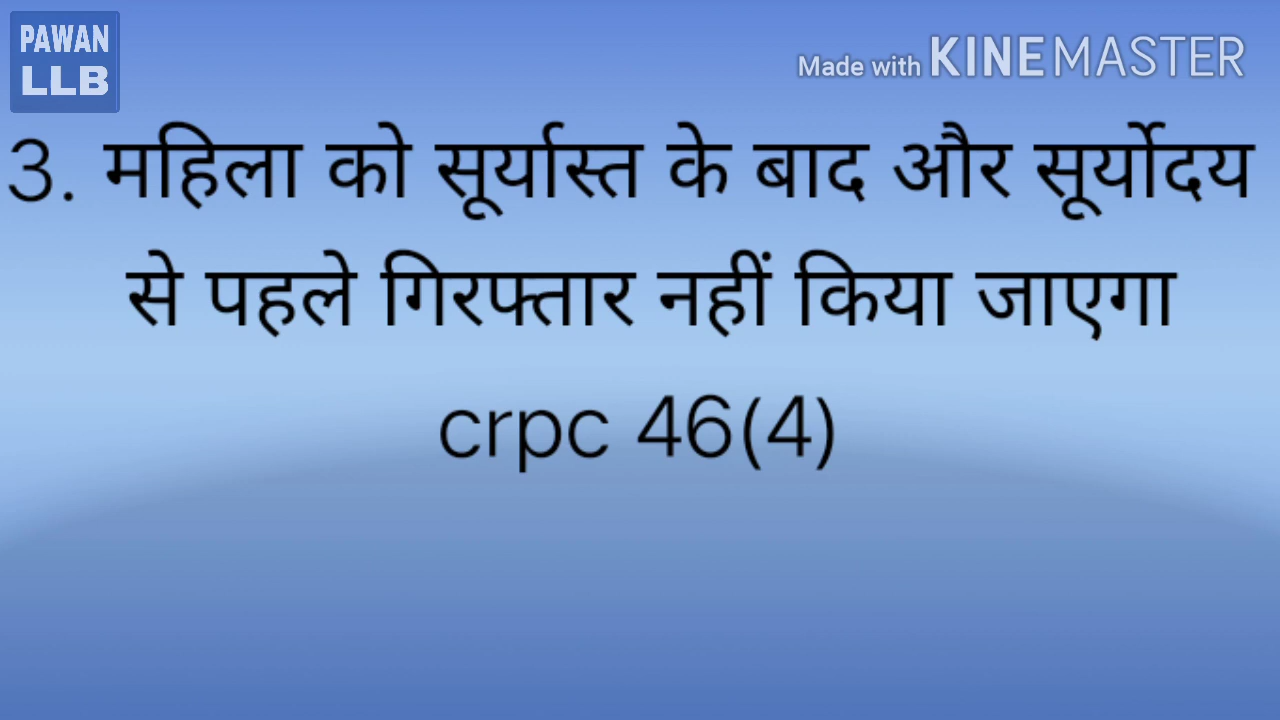 PAWAN
LLB
Made with KINEMASTER
3. महिला को सूर्यास्त के बाद और सूर्योदय
से पहले गिरफ्तार नहीं किया जाएगा
crpc 46(4)